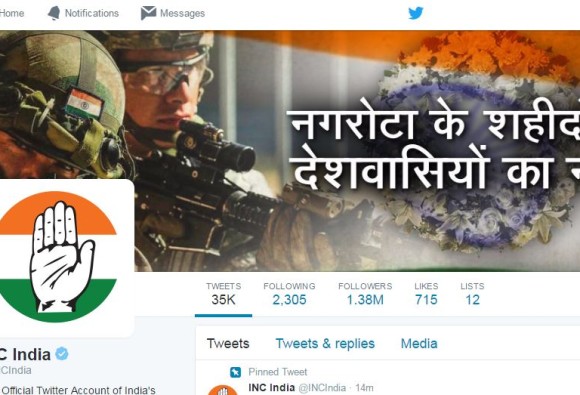 Home Notifications Messages
नगरोटा के शहीद
देशवासियों का
TWEETS FOLLOWING FOLLOWERS LIKES LISTS
35K 2,305 1.38M 715 12
Tweets Tweets & replies Media
C India
CIndia
Official Twitter Account of India's
Pinned Tweet
INC India @INCIndia · 14m